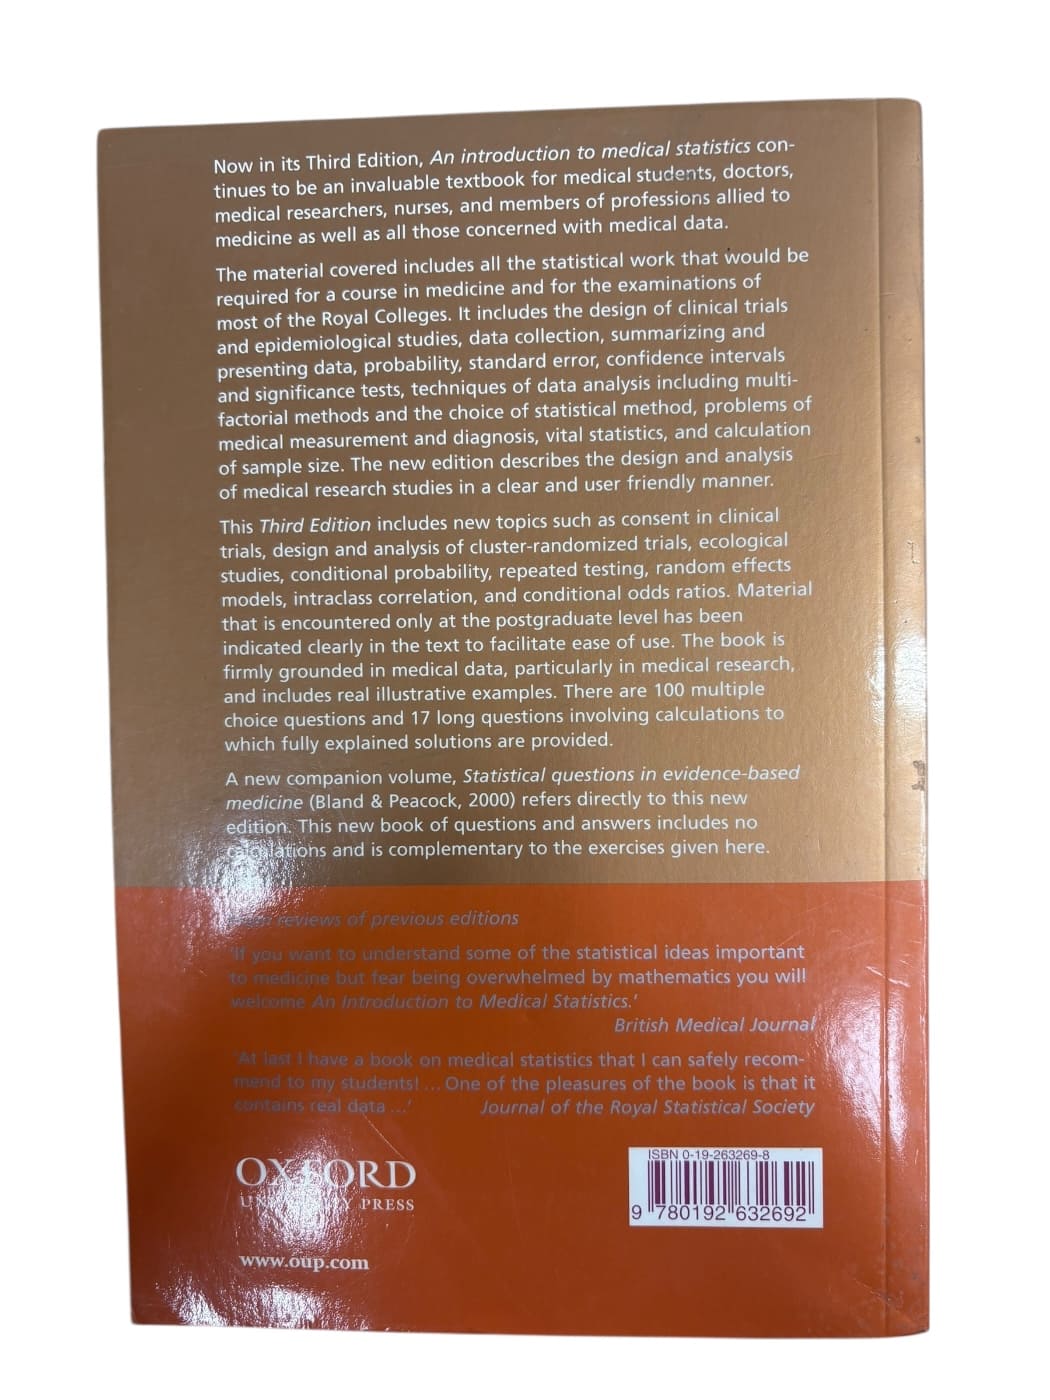 Now in its Third Edition, An introduction to medical statistics con-
tinues to be an invaluable textbook for medical students, doctors,
medical researchers, nurses, and members of professions allied to
medicine as well as all those concerned with medical data.
The material covered includes all the statistical work that would be
required for a course in medicine and for the examinations of
most of the Royal Colleges. It includes the design of clinical trials
and epidemiological studies, data collection, summarizing and
presenting data, probability, standard error, confidence intervals
and significance tests, techniques of data analysis including multi-
factorial methods and the choice of statistical method, problems of
medical measurement and diagnosis, vital statistics, and calculation
of sample size. The new edition describes the design and analysis
of medical research studies in a clear and user friendly manner.
This Third Edition includes new topics such as consent in clinical
trials, design and analysis of cluster-randomized trials, ecological
studies, conditional probability, repeated testing, random effects
models, intraclass correlation, and conditional odds ratios. Material
that is encountered only at the postgraduate level has been
indicated clearly in the text to facilitate ease of use. The book is
firmly grounded in medical data, particularly in medical research,
and includes real illustrative examples. There are 100 multiple
choice questions and 17 long questions involving calculations to
which fully explained solutions are provided.
A new companion volume, Statistical questions in evidence-based
medicine (Bland & Peacock, 2000) refers directly to this new
edition. This new book of questions and answers includes no
calculations and is complementary to the exercises given here.
reviews of previous editions
'If you want to understand some of the statistical ideas important
to medicine but fear being overwhelmed by mathematics you will
welcome An Introduction to Medical Statistics.'
British Medical Journal
'At last I have a book on medical statistics that I can safely recom-
mend to my students! ... One of the pleasures of the book is that it
contains real data ...' Journal of the Royal Statistical Society
OXFORD
UNIVERSITY PRESS
www.oup.com
ISBN 0-19-263269-8
9 780192 632692